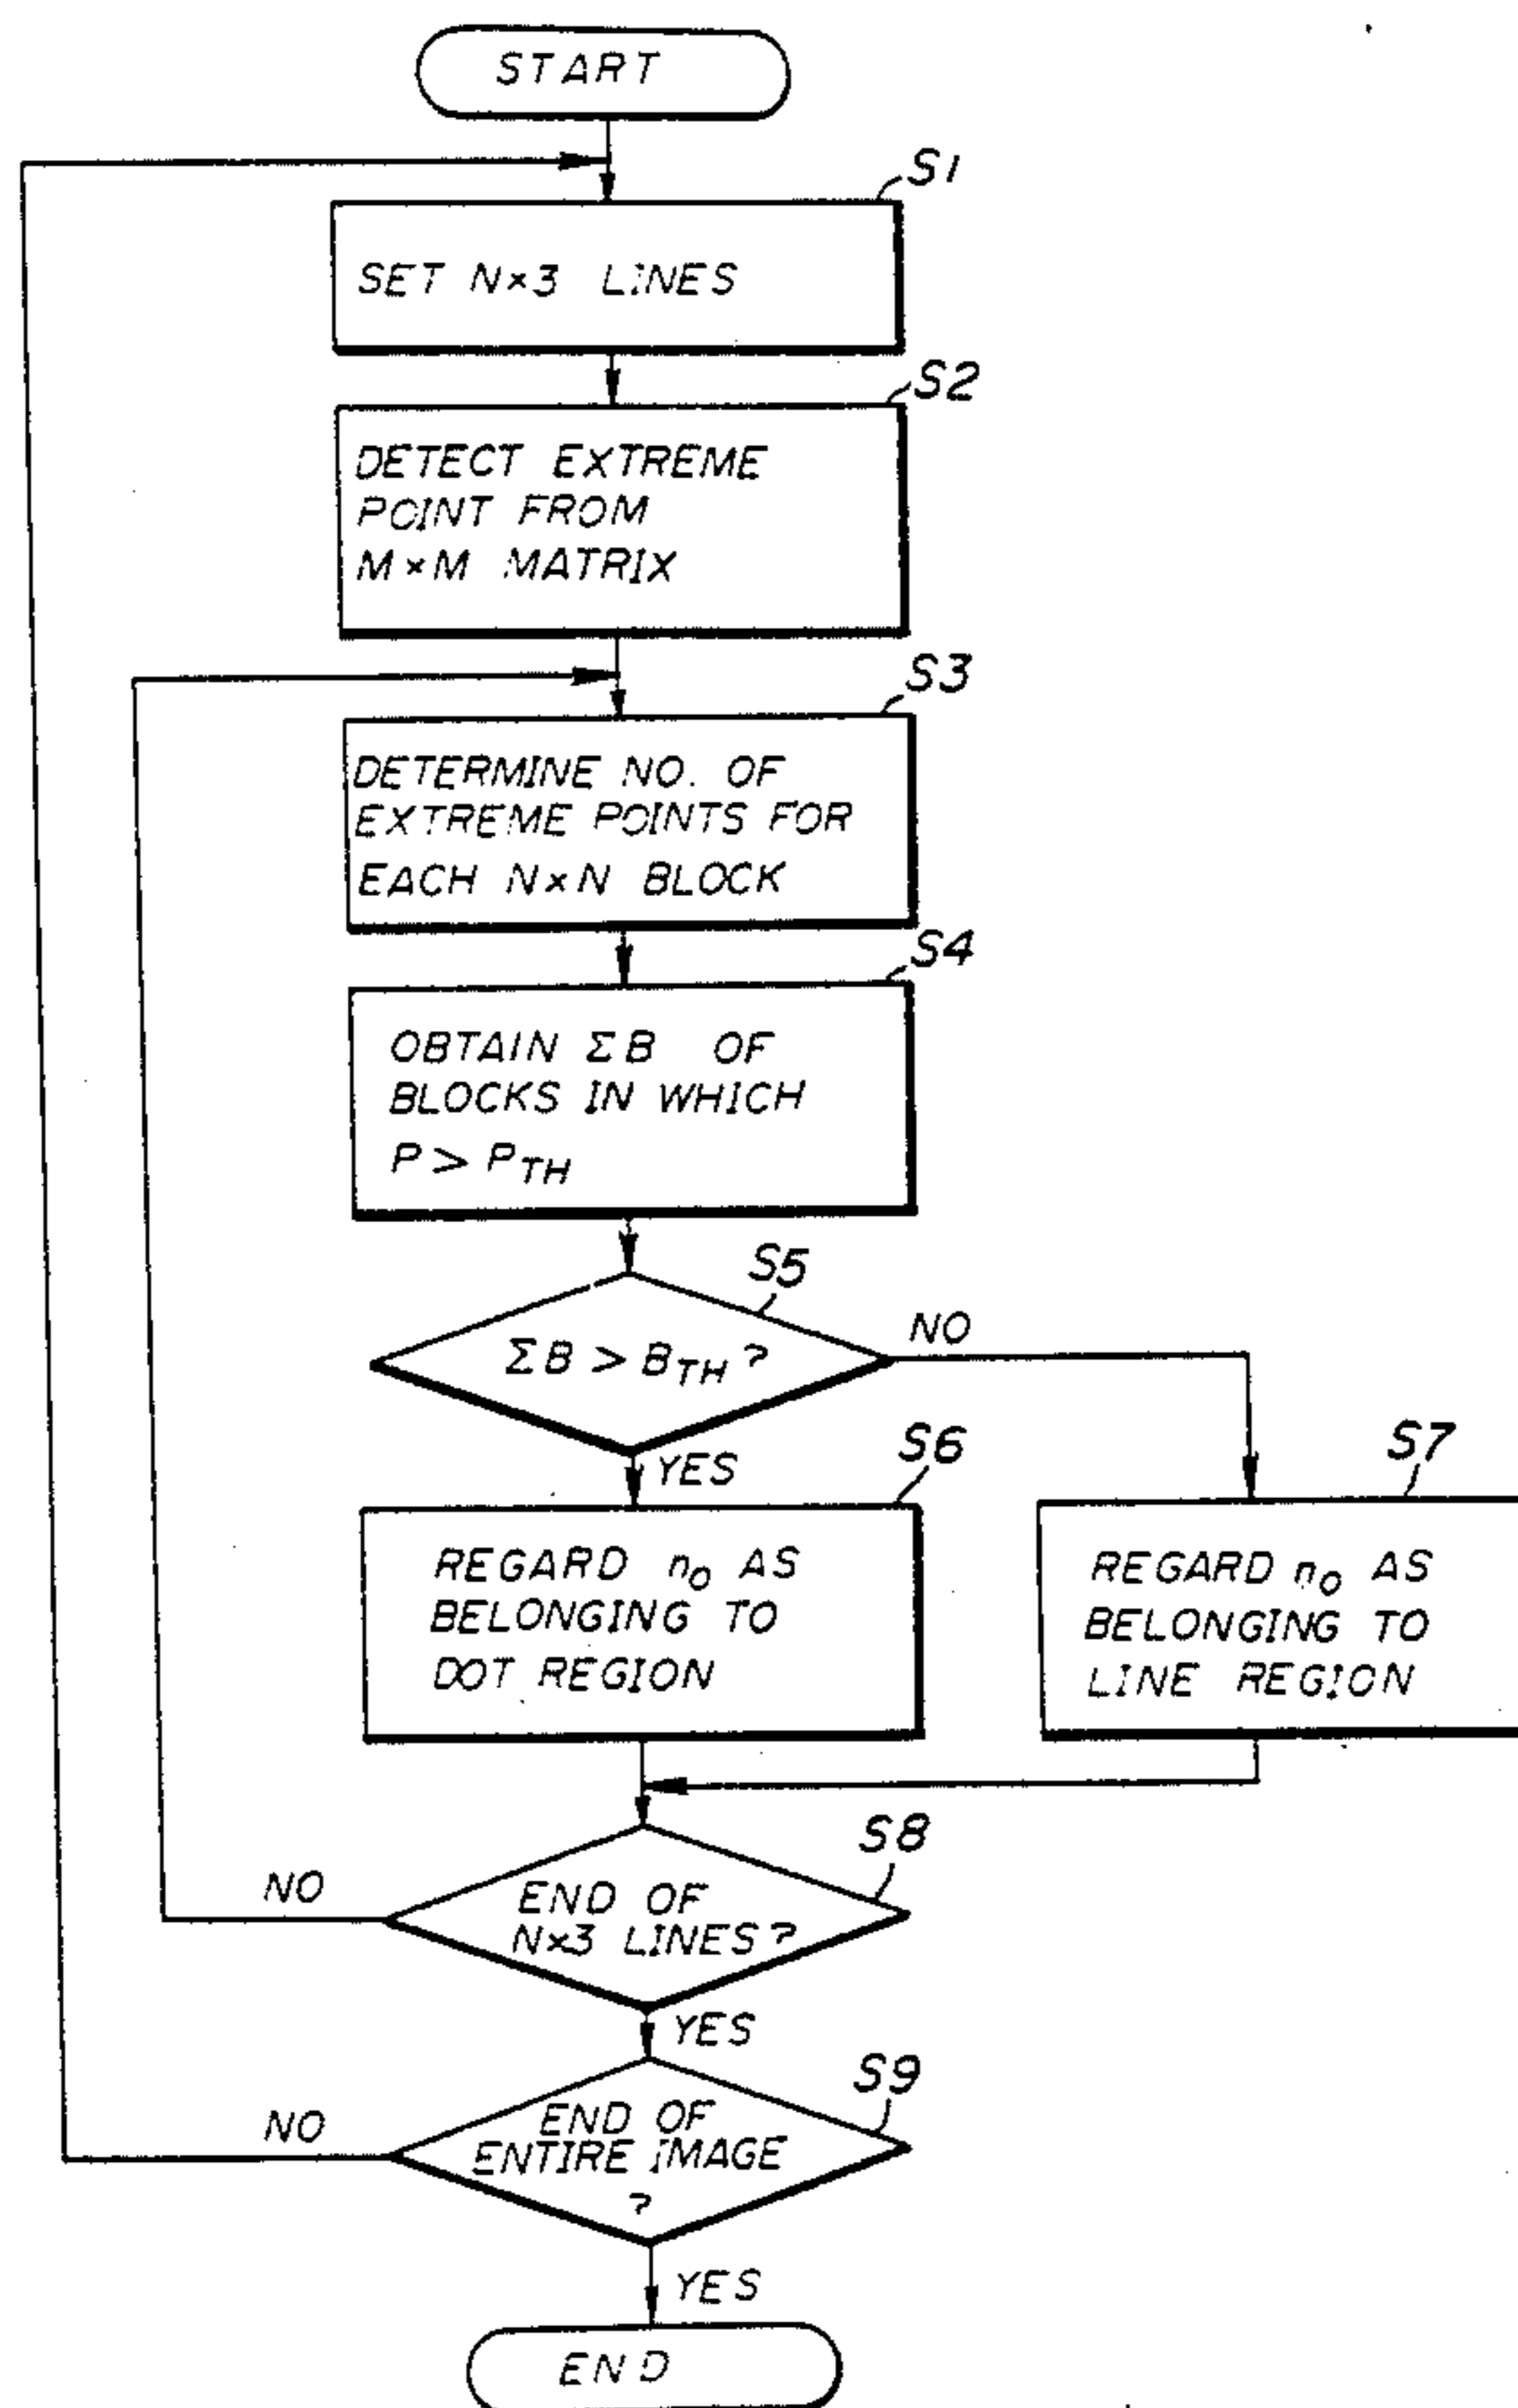 START
S1
SET N×3 LINES
S2
DETECT EXTREME
POINT FROM
M×M MATRIX
S3
DETERMINE NO. OF
EXTREME POINTS FOR
EACH N×N BLOCK
S4
OBTAIN ΣB OF
BLOCKS IN WHICH
P > PTH
S5
ΣB > BTH ?
NO
YES
S6
REGARD n0 AS
BELONGING TO
DOT REGION
S7
REGARD n0 AS
BELONGING TO
LINE REGION
S8
END OF
N×3 LINES?
NO
YES
S9
END OF
ENTIRE IMAGE
?
NO
YES
END